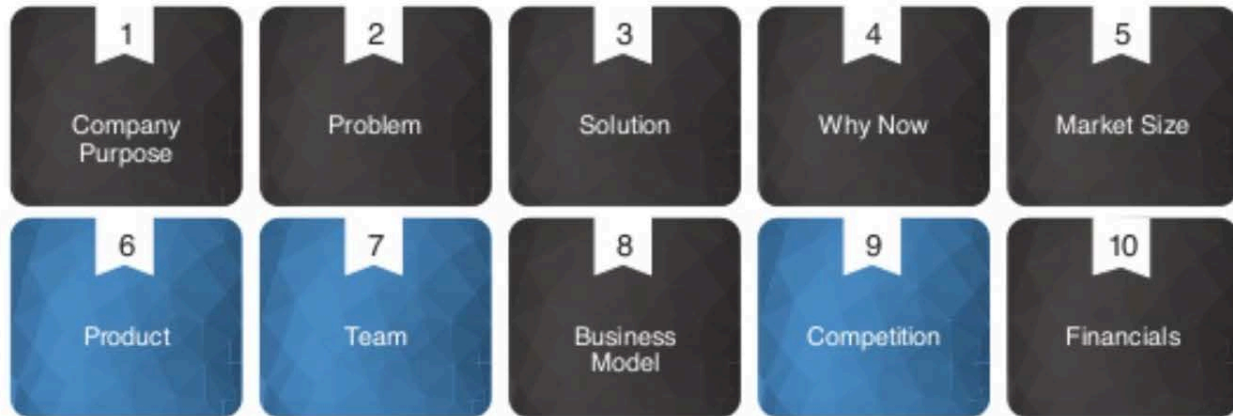 1
Company
Purpose
2
Problem
3
Solution
4
Why Now
5
Market Size
6
Product
7
Team
8
Business
Model
9
Competition
10
Financials